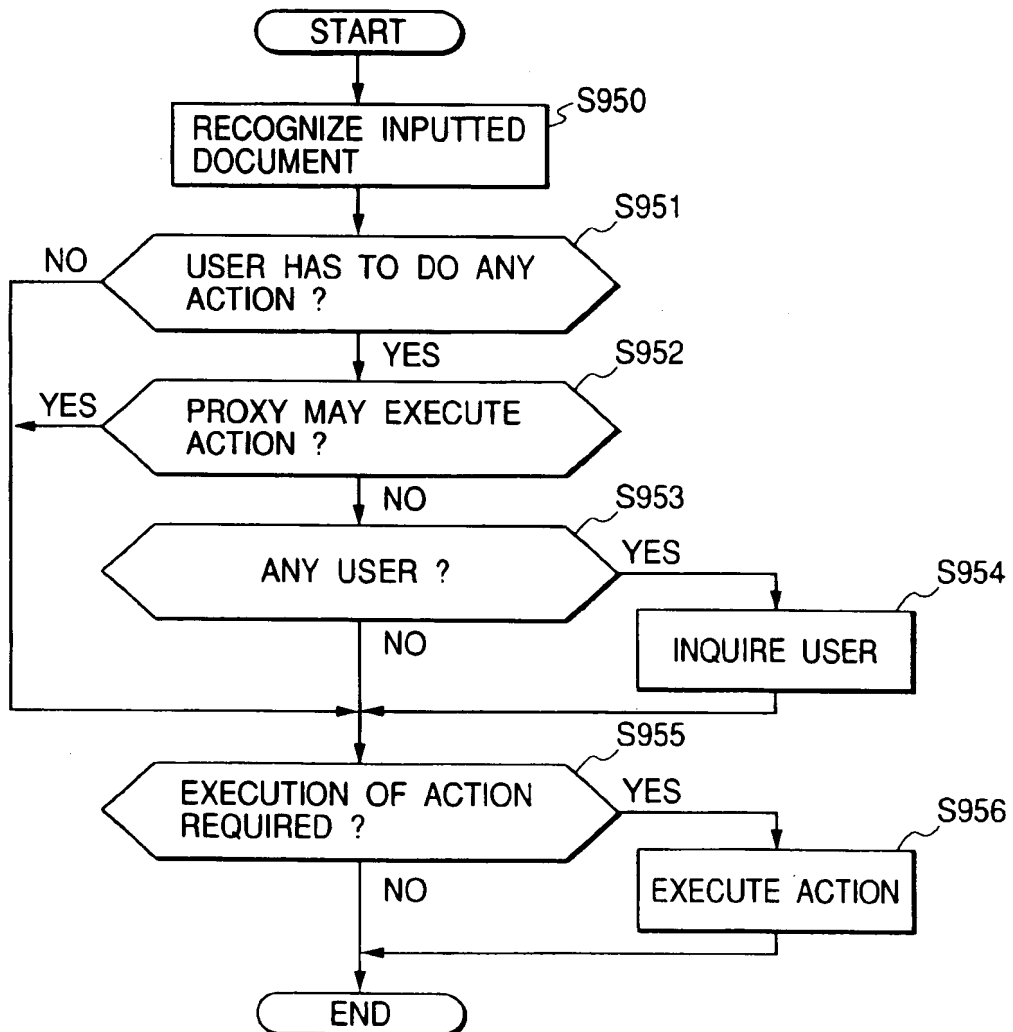 START
S950
RECOGNIZE INPUTTED
DOCUMENT
S951
NO
USER HAS TO DO ANY
ACTION ?
YES
S952
YES
PROXY MAY EXECUTE
ACTION ?
NO
S953
ANY USER ?
YES
S954
NO
INQUIRE USER
S955
EXECUTION OF ACTION
REQUIRED ?
YES
S956
NO
EXECUTE ACTION
END